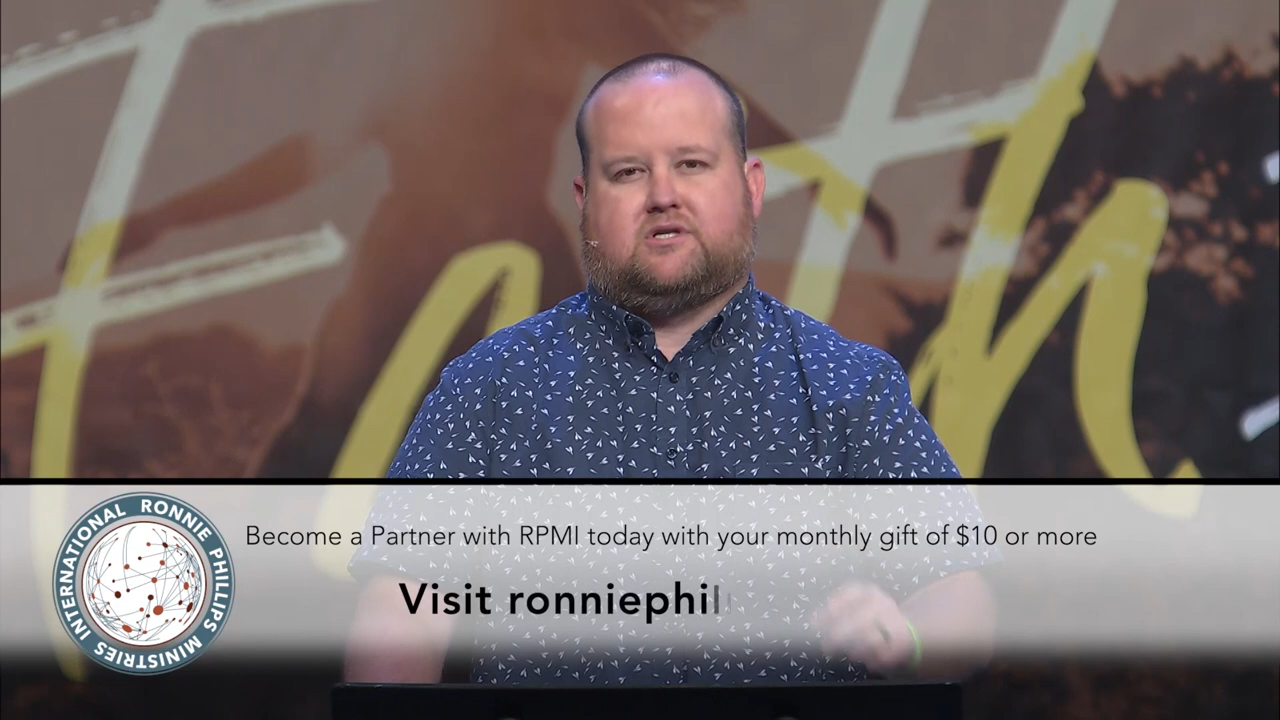 Faith
Become a Partner with RPMI today with your monthly gift of $10 or more
Visit ronniephil
INTERNATIONAL RONNIE PHILLIPS MINISTRIES